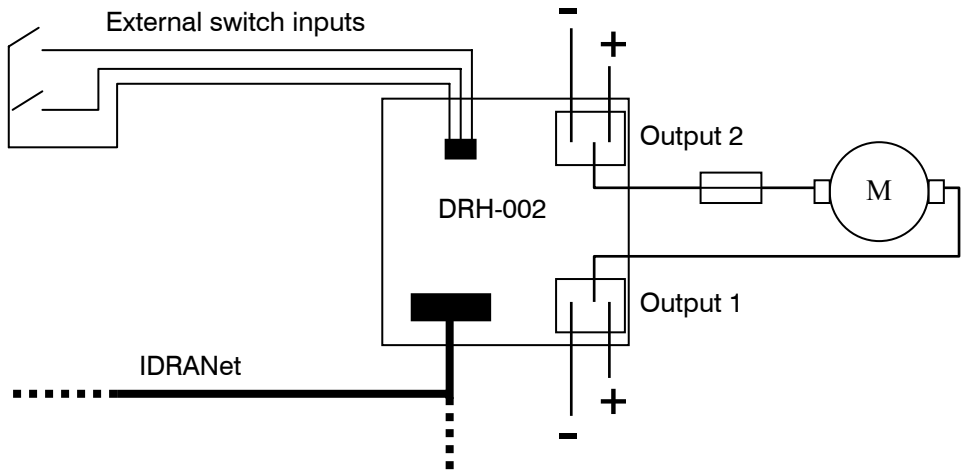 External switch inputs
-
+
Output 2
M
DRH-002
Output 1
IDRANet
+
-